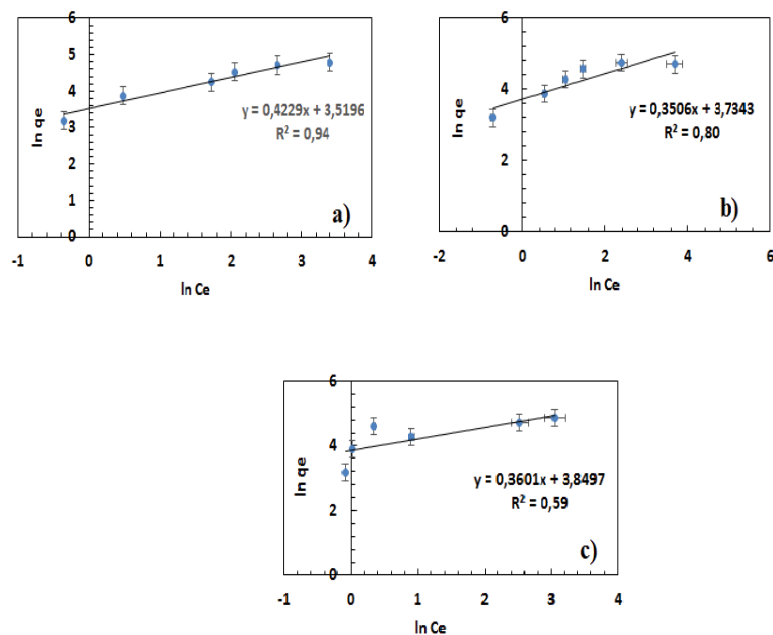 6
5
4
3
2
1
0
-1
0
1
2
3
4
ln qe
ln Ce
y = 0,4229x + 3,5196
R² = 0,94
a)
6
4
2
0
-2
0
2
4
6
ln qe
ln Ce
y = 0,3506x + 3,7343
R² = 0,80
b)
6
4
2
0
-1
0
1
2
3
4
ln qe
ln Ce
y = 0,3601x + 3,8497
R² = 0,59
c)